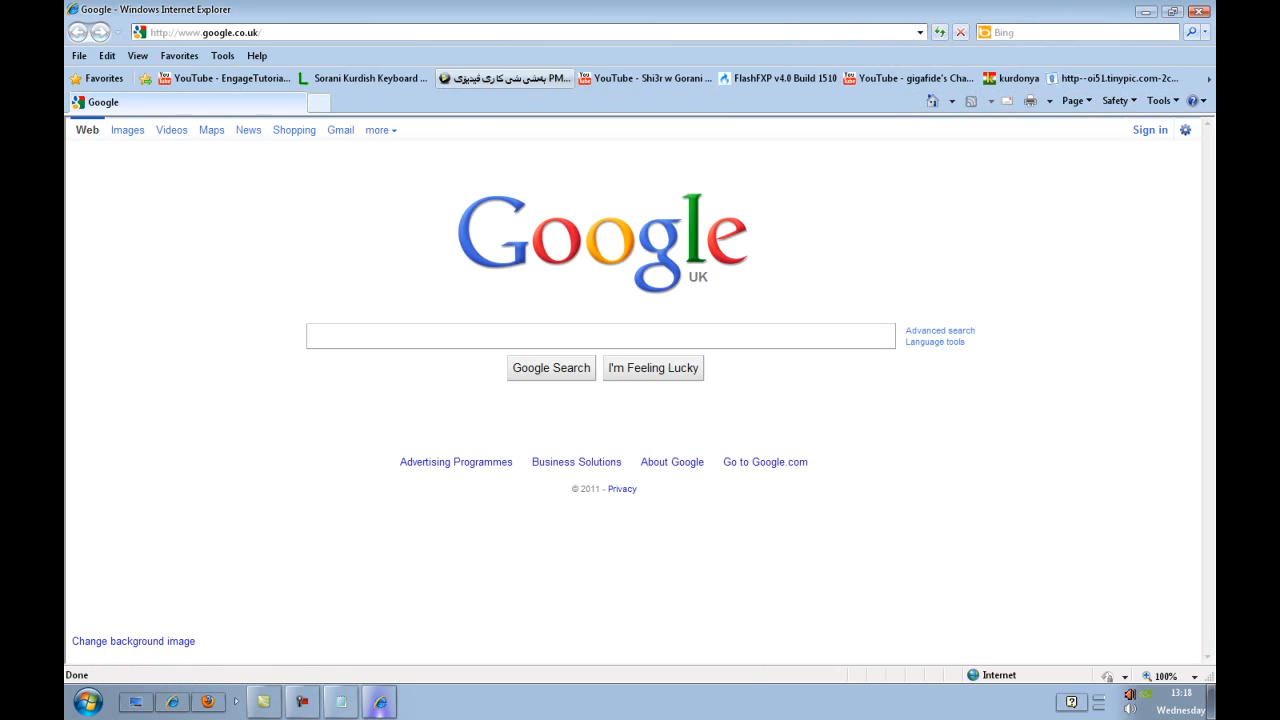 Google - Windows Internet Explorer
http://www.google.co.uk/
Bing
File Edit View Favorites Tools Help
Favorites YouTube - EngageTutoria... Sorani Kurdish Keyboard ... YouTube - Shi3r w Gorani ... FlashFXP v4.0 Build 1510 YouTube - gigafide's Cha... kurdonya http--oi51.tinypic.com-2c...
Google
Page Safety Tools
Web Images Videos Maps News Shopping Gmail more
Sign in
Google
UK
Advanced search
Language tools
Google Search I'm Feeling Lucky
Advertising Programmes Business Solutions About Google Go to Google.com
© 2011 - Privacy
Change background image
Done
Internet
100%
13:18
Wednesday